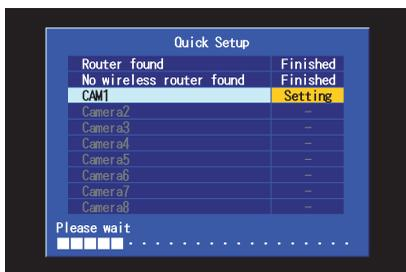 Quick Setup
Router found Finished
No wireless router found Finished
CAM1 Setting
Camera2 -
Camera3 -
Camera4 -
Camera5 -
Camera6 -
Camera7 -
Camera8 -
Please wait